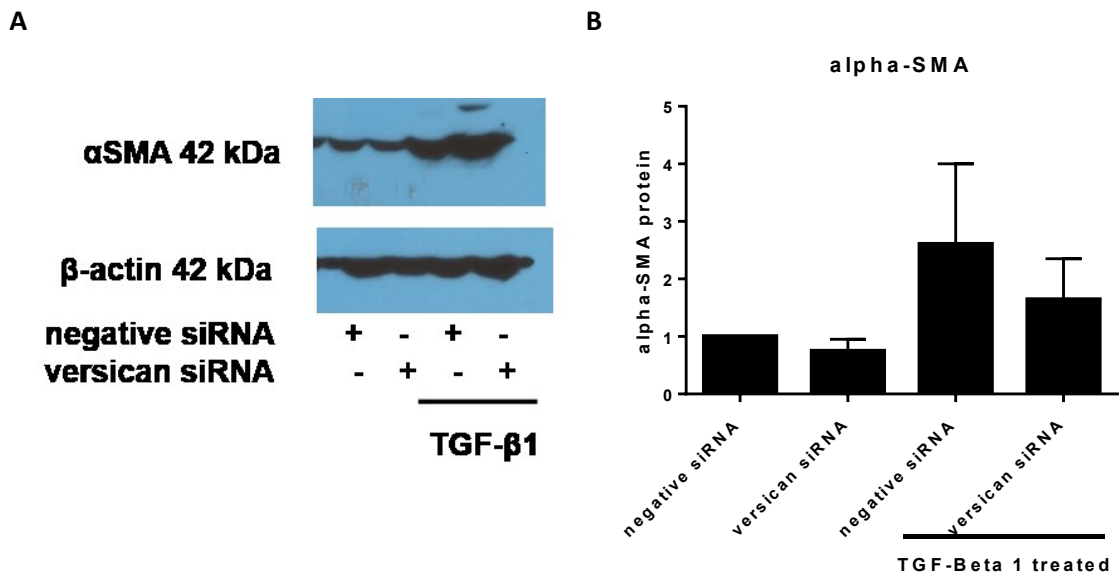 A
αSMA 42 kDa
β-actin 42 kDa
negative siRNA + - + -
versican siRNA - + - +
TGF-β1
B
alpha-SMA
alpha-SMA protein
5
4
3
2
1
0
negative siRNA
versican siRNA
negative siRNA
versican siRNA
TGF-Beta 1 treated